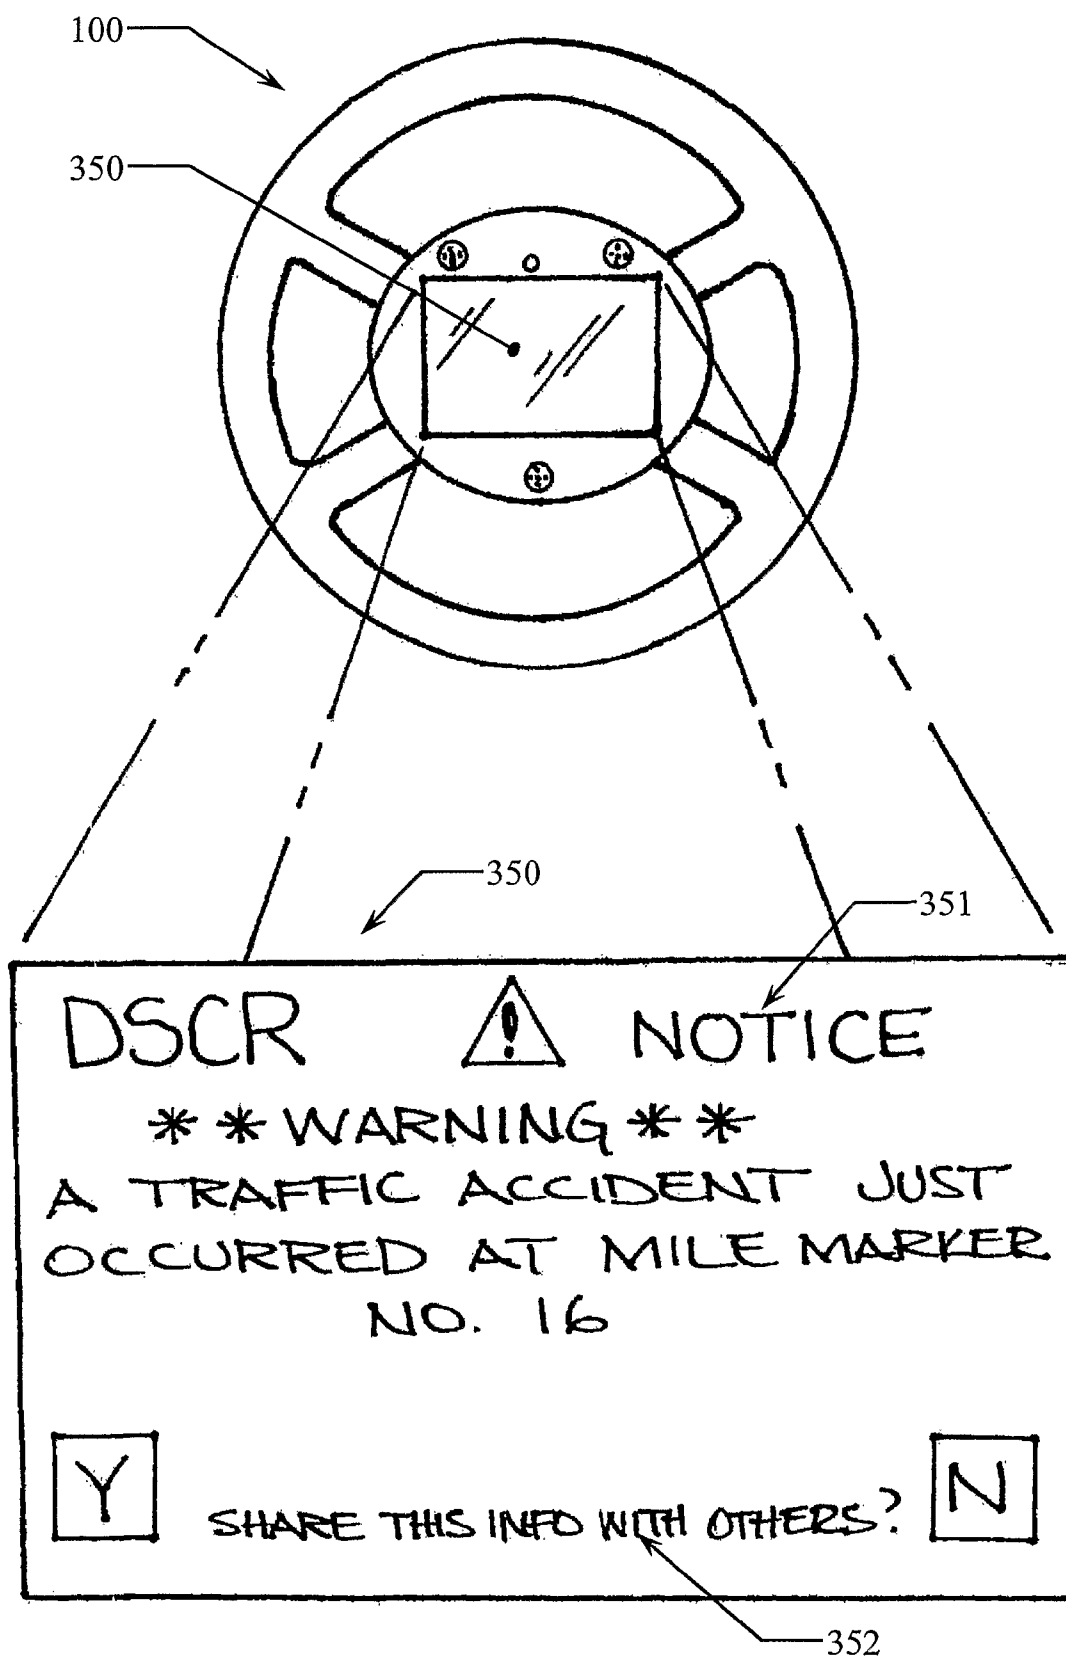 100
350
350
351
DSCR ! NOTICE
**WARNING**
A TRAFFIC ACCIDENT JUST
OCCURRED AT MILE MARKER
NO. 16
Y
N
SHARE THIS INFO WITH OTHERS?
352